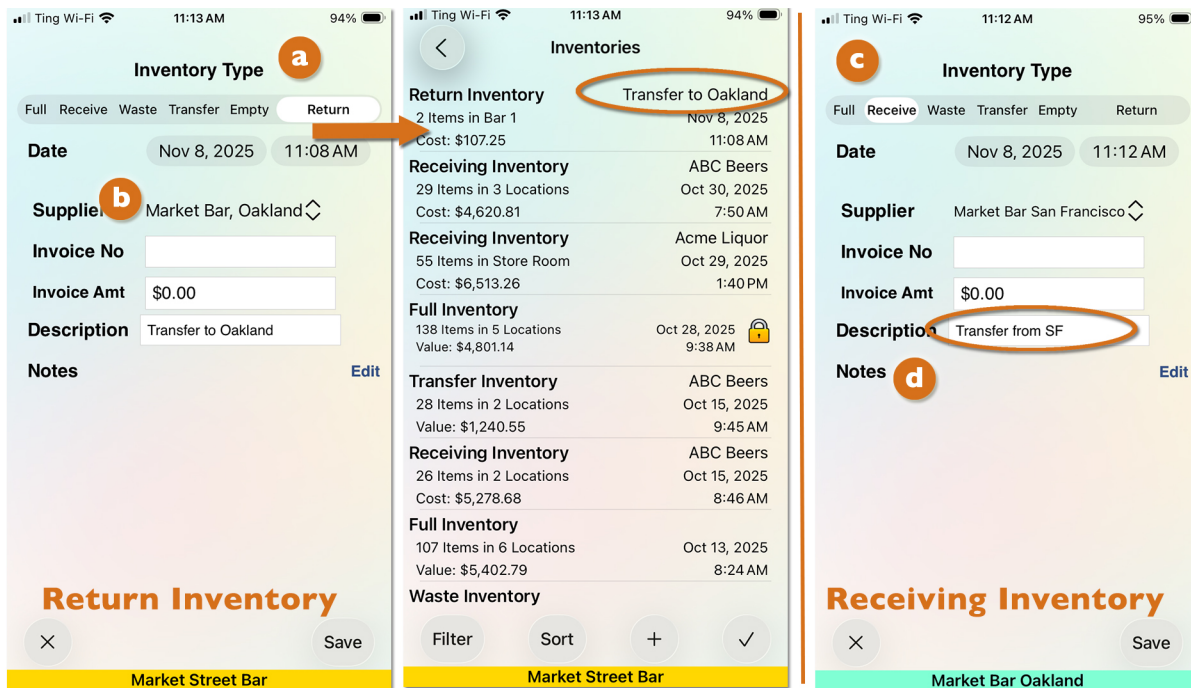 Ting Wi-Fi 11:13 AM 94%
a
Inventory Type
Full Receive Waste Transfer Empty Return
Date Nov 8, 2025 11:08 AM
b
Supplier Market Bar, Oakland
Invoice No
Invoice Amt $0.00
Description Transfer to Oakland
Notes Edit
Return Inventory
× Save
Market Street Bar
Ting Wi-Fi 11:13 AM 94%
Inventories
Return Inventory Transfer to Oakland
2 Items in Bar 1 Nov 8, 2025
Cost: $107.25 11:08 AM
Receiving Inventory ABC Beers
29 Items in 3 Locations Oct 30, 2025
Cost: $4,620.81 7:50 AM
Receiving Inventory Acme Liquor
55 Items in Store Room Oct 29, 2025
Cost: $6,513.26 1:40 PM
Full Inventory
138 Items in 5 Locations Oct 28, 2025
Value: $4,801.14 9:38 AM
Transfer Inventory ABC Beers
28 Items in 2 Locations Oct 15, 2025
Value: $1,240.55 9:45 AM
Receiving Inventory ABC Beers
26 Items in 2 Locations Oct 15, 2025
Cost: $5,278.68 8:46 AM
Full Inventory
107 Items in 6 Locations Oct 13, 2025
Value: $5,402.79 8:24 AM
Waste Inventory
Filter Sort + ✓
Market Street Bar
Ting Wi-Fi 11:12 AM 95%
c
Inventory Type
Full Receive Waste Transfer Empty Return
Date Nov 8, 2025 11:12 AM
Supplier Market Bar San Francisco
Invoice No
Invoice Amt $0.00
Description Transfer from SF
Notes d Edit
Receiving Inventory
× Save
Market Bar Oakland